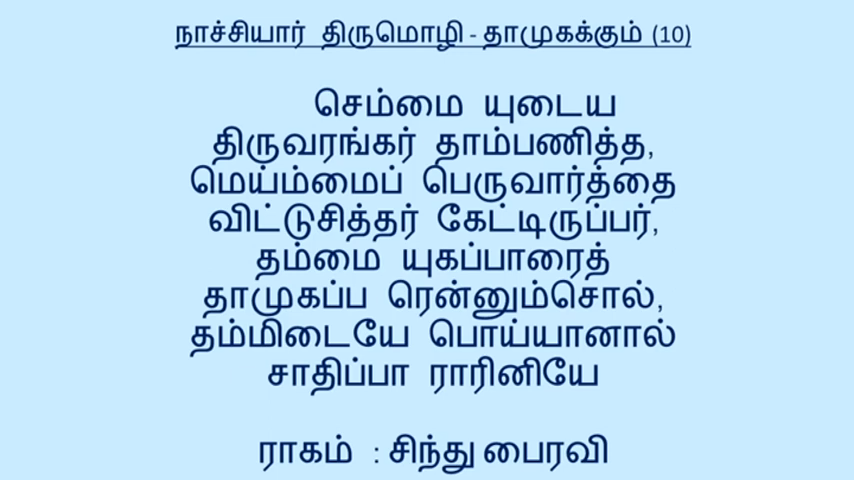 நாச்சியார் திருமொழி - தாமுகக்கும் (10)
செம்மை யுடைய
திருவரங்கர் தாம்பணித்த,
மெய்ம்மைப் பெருவார்த்தை
விட்டுசித்தர் கேட்டிருப்பர்,
தம்மை யுகப்பாரைத்
தாமுகப்ப ரென்னும்சொல்,
தம்மிடையே பொய்யானால்
சாதிப்பா ராரினியே
ராகம் : சிந்து பைரவி